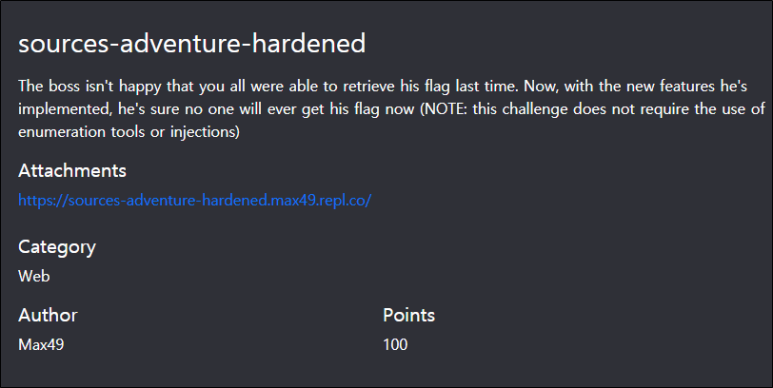 sources-adventure-hardened
The boss isn't happy that you all were able to retrieve his flag last time. Now, with the new features he's
implemented, he's sure no one will ever get his flag now (NOTE: this challenge does not require the use of
enumeration tools or injections)
Attachments
https://sources-adventure-hardened.max49.repl.co/
Category
Web
Author
Points
Max49
100